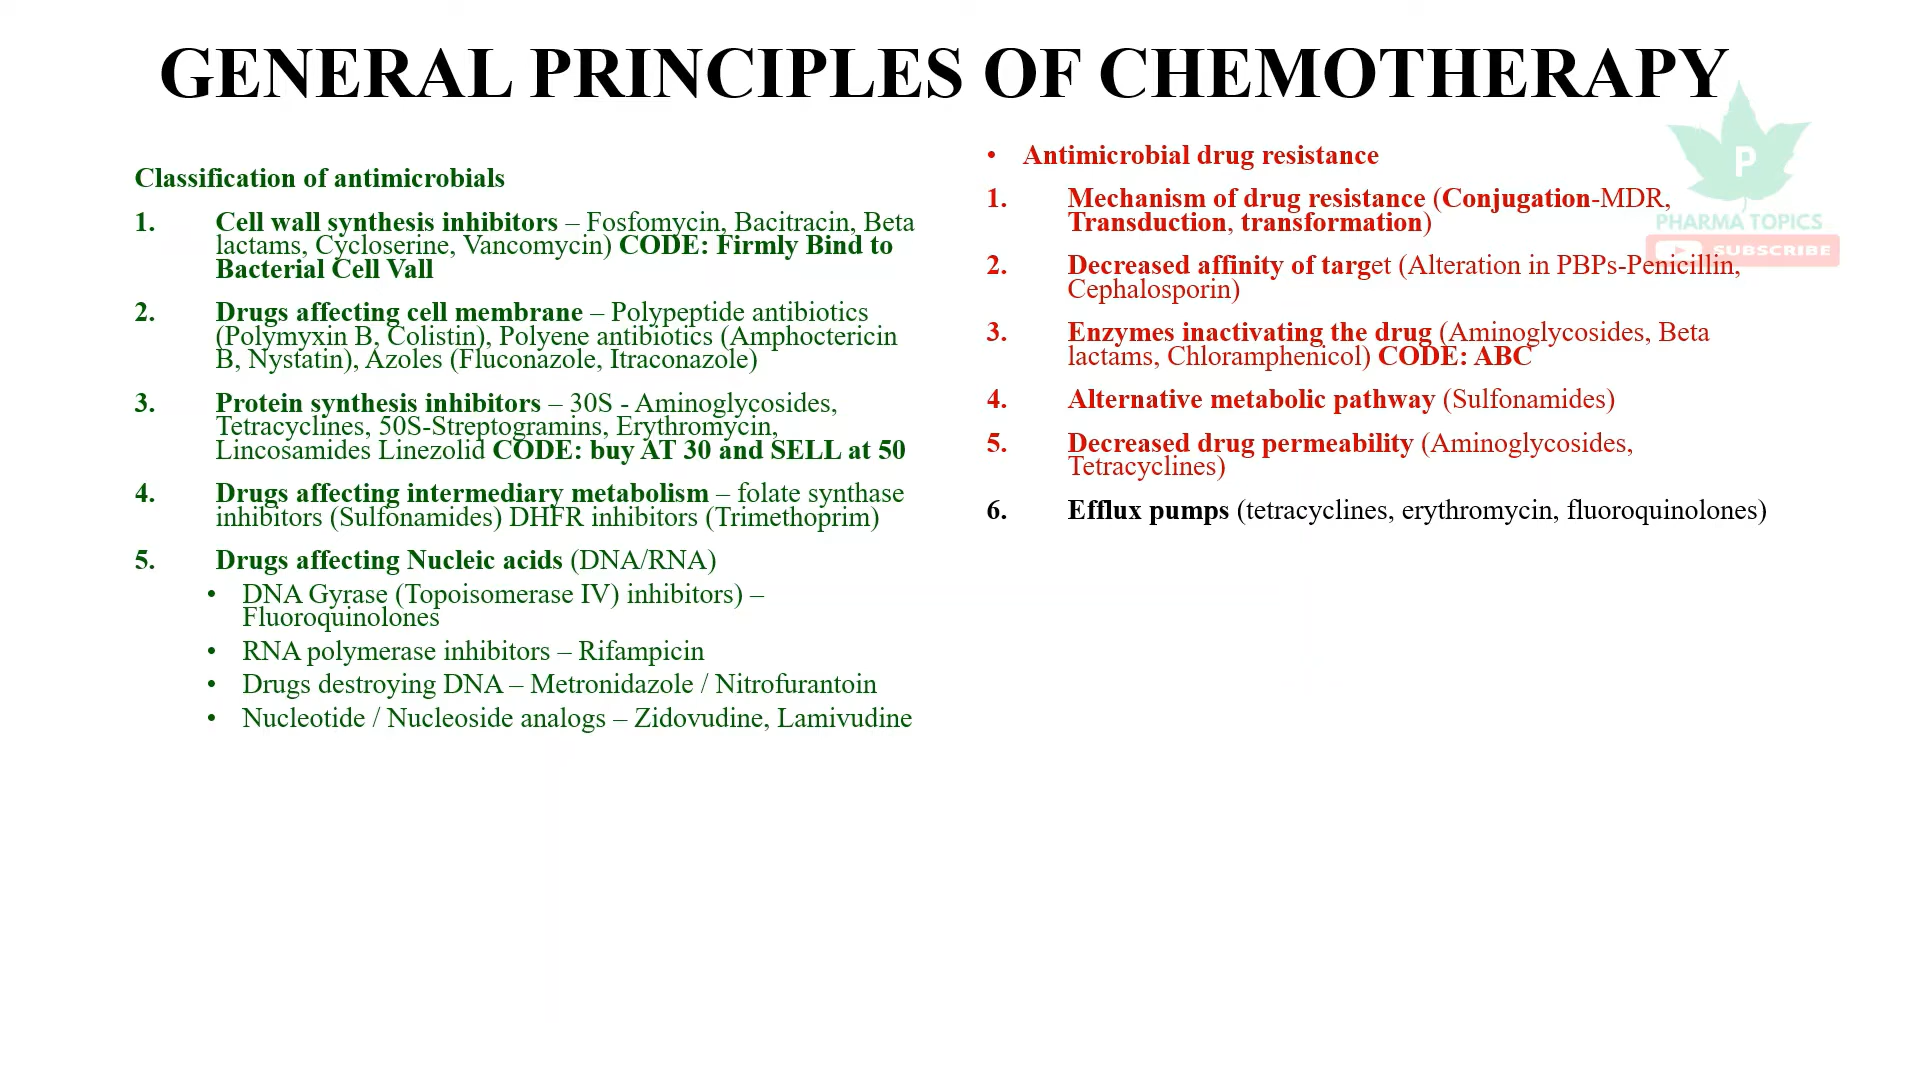 GENERAL PRINCIPLES OF CHEMOTHERAPY
Classification of antimicrobials
1. Cell wall synthesis inhibitors – Fosfomycin, Bacitracin, Beta
lactams, Cycloserine, Vancomycin) CODE: Firmly Bind to
Bacterial Cell Vall
2. Drugs affecting cell membrane – Polypeptide antibiotics
(Polymyxin B, Colistin), Polyene antibiotics (Amphoctericin
B, Nystatin), Azoles (Fluconazole, Itraconazole)
3. Protein synthesis inhibitors – 30S - Aminoglycosides,
Tetracyclines, 50S-Streptogramins, Erythromycin,
Lincosamides Linezolid CODE: buy AT 30 and SELL at 50
4. Drugs affecting intermediary metabolism – folate synthase
inhibitors (Sulfonamides) DHFR inhibitors (Trimethoprim)
5. Drugs affecting Nucleic acids (DNA/RNA)
• DNA Gyrase (Topoisomerase IV) inhibitors) –
Fluoroquinolones
• RNA polymerase inhibitors – Rifampicin
• Drugs destroying DNA – Metronidazole / Nitrofurantoin
• Nucleotide / Nucleoside analogs – Zidovudine, Lamivudine
• Antimicrobial drug resistance
1. Mechanism of drug resistance (Conjugation-MDR,
Transduction, transformation)
2. Decreased affinity of target (Alteration in PBPs-Penicillin,
Cephalosporin)
3. Enzymes inactivating the drug (Aminoglycosides, Beta
lactams, Chloramphenicol) CODE: ABC
4. Alternative metabolic pathway (Sulfonamides)
5. Decreased drug permeability (Aminoglycosides,
Tetracyclines)
6. Efflux pumps (tetracyclines, erythromycin, fluoroquinolones)
P
PHARMA TOPICS
SUBSCRIBE